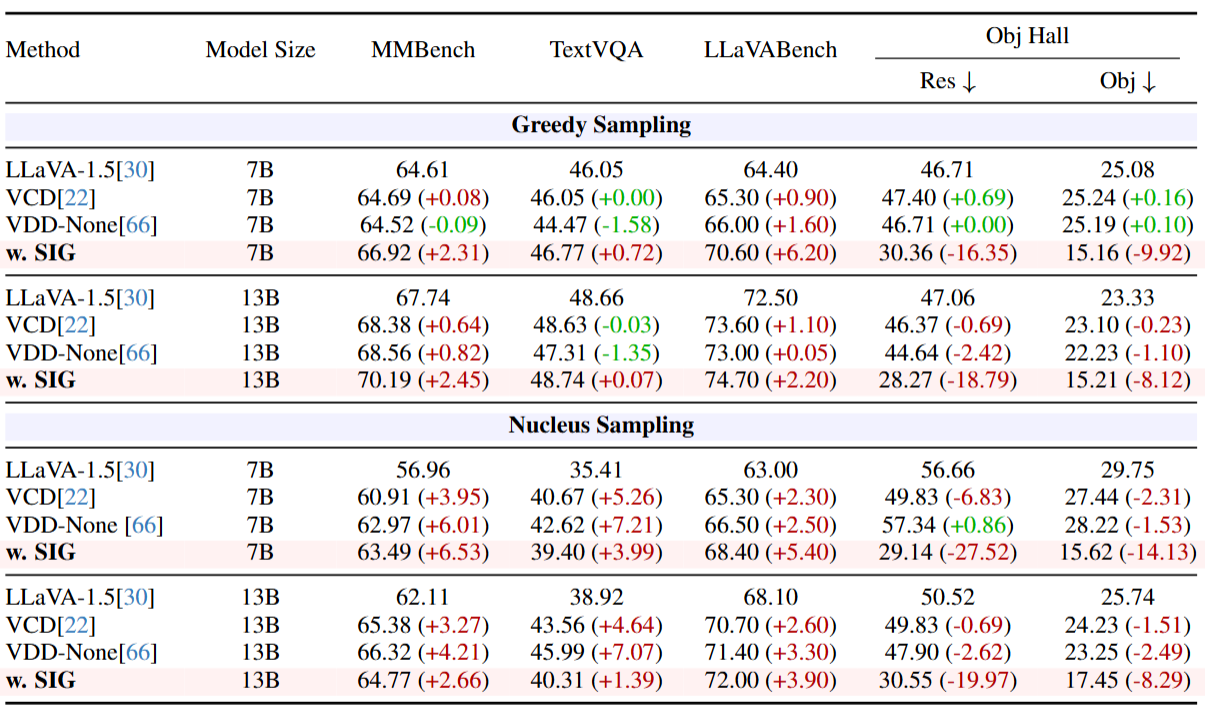 Method Model Size MMBench TextVQA LLaVABench Obj Hall
Res ↓ Obj ↓
Greedy Sampling
LLaVA-1.5[30] 7B 64.61 46.05 64.40 46.71 25.08
VCD[22] 7B 64.69 (+0.08) 46.05 (+0.00) 65.30 (+0.90) 47.40 (+0.69) 25.24 (+0.16)
VDD-None[66] 7B 64.52 (-0.09) 44.47 (-1.58) 66.00 (+1.60) 46.71 (+0.00) 25.19 (+0.10)
w. SIG 7B 66.92 (+2.31) 46.77 (+0.72) 70.60 (+6.20) 30.36 (-16.35) 15.16 (-9.92)
LLaVA-1.5[30] 13B 67.74 48.66 72.50 47.06 23.33
VCD[22] 13B 68.38 (+0.64) 48.63 (-0.03) 73.60 (+1.10) 46.37 (-0.69) 23.10 (-0.23)
VDD-None[66] 13B 68.56 (+0.82) 47.31 (-1.35) 73.00 (+0.05) 44.64 (-2.42) 22.23 (-1.10)
w. SIG 13B 70.19 (+2.45) 48.74 (+0.07) 74.70 (+2.20) 28.27 (-18.79) 15.21 (-8.12)
Nucleus Sampling
LLaVA-1.5[30] 7B 56.96 35.41 63.00 56.66 29.75
VCD[22] 7B 60.91 (+3.95) 40.67 (+5.26) 65.30 (+2.30) 49.83 (-6.83) 27.44 (-2.31)
VDD-None [66] 7B 62.97 (+6.01) 42.62 (+7.21) 66.50 (+2.50) 57.34 (+0.86) 28.22 (-1.53)
w. SIG 7B 63.49 (+6.53) 39.40 (+3.99) 68.40 (+5.40) 29.14 (-27.52) 15.62 (-14.13)
LLaVA-1.5[30] 13B 62.11 38.92 68.10 50.52 25.74
VCD[22] 13B 65.38 (+3.27) 43.56 (+4.64) 70.70 (+2.60) 49.83 (-0.69) 24.23 (-1.51)
VDD-None[66] 13B 66.32 (+4.21) 45.99 (+7.07) 71.40 (+3.30) 47.90 (-2.62) 23.25 (-2.49)
w. SIG 13B 64.77 (+2.66) 40.31 (+1.39) 72.00 (+3.90) 30.55 (-19.97) 17.45 (-8.29)